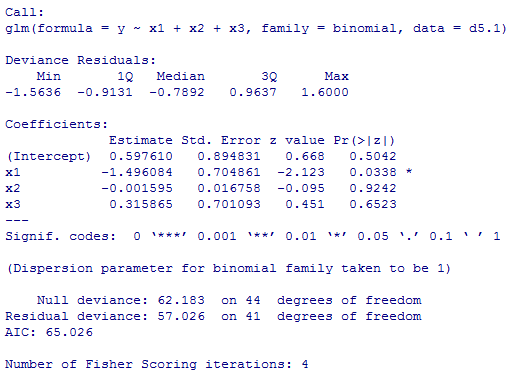 Call:
glm(formula = y ~ x1 + x2 + x3, family = binomial, data = d5.1)
Deviance Residuals:
    Min      1Q  Median      3Q     Max
-1.5636 -0.9131 -0.7892  0.9637  1.6000
Coefficients:
             Estimate Std. Error z value Pr(>|z|)
(Intercept)  0.597610   0.894831   0.668   0.5042
x1          -1.496084   0.704861  -2.123   0.0338 *
x2          -0.001595   0.016758  -0.095   0.9242
x3           0.315865   0.701093   0.451   0.6523
---
Signif. codes:  0 ‘***’ 0.001 ‘**’ 0.01 ‘*’ 0.05 ‘.’ 0.1 ‘ ’ 1
(Dispersion parameter for binomial family taken to be 1)
    Null deviance: 62.183  on 44  degrees of freedom
Residual deviance: 57.026  on 41  degrees of freedom
AIC: 65.026
Number of Fisher Scoring iterations: 4